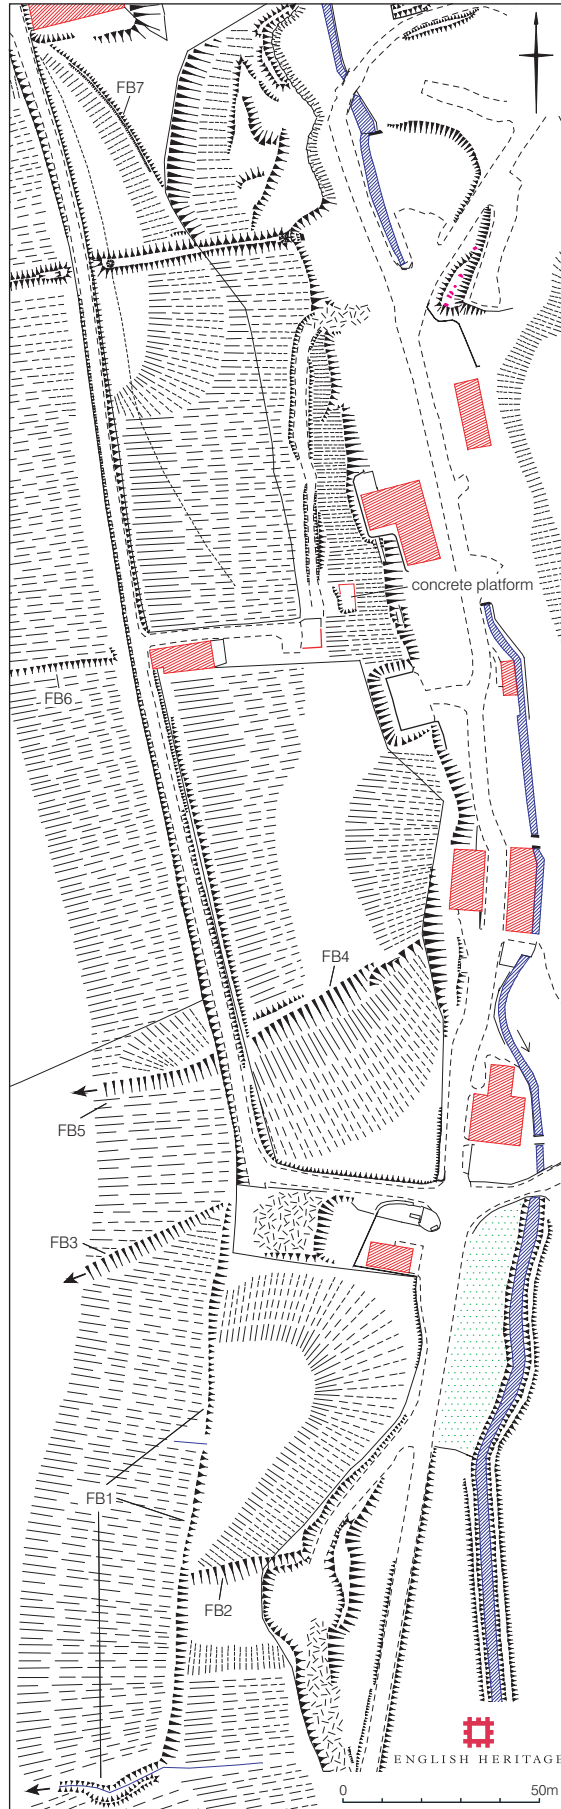 FB7
concrete platform
FB6
FB4
FB5
FB3
FB1
FB2
ENGLISH HERITAGE
0 50m